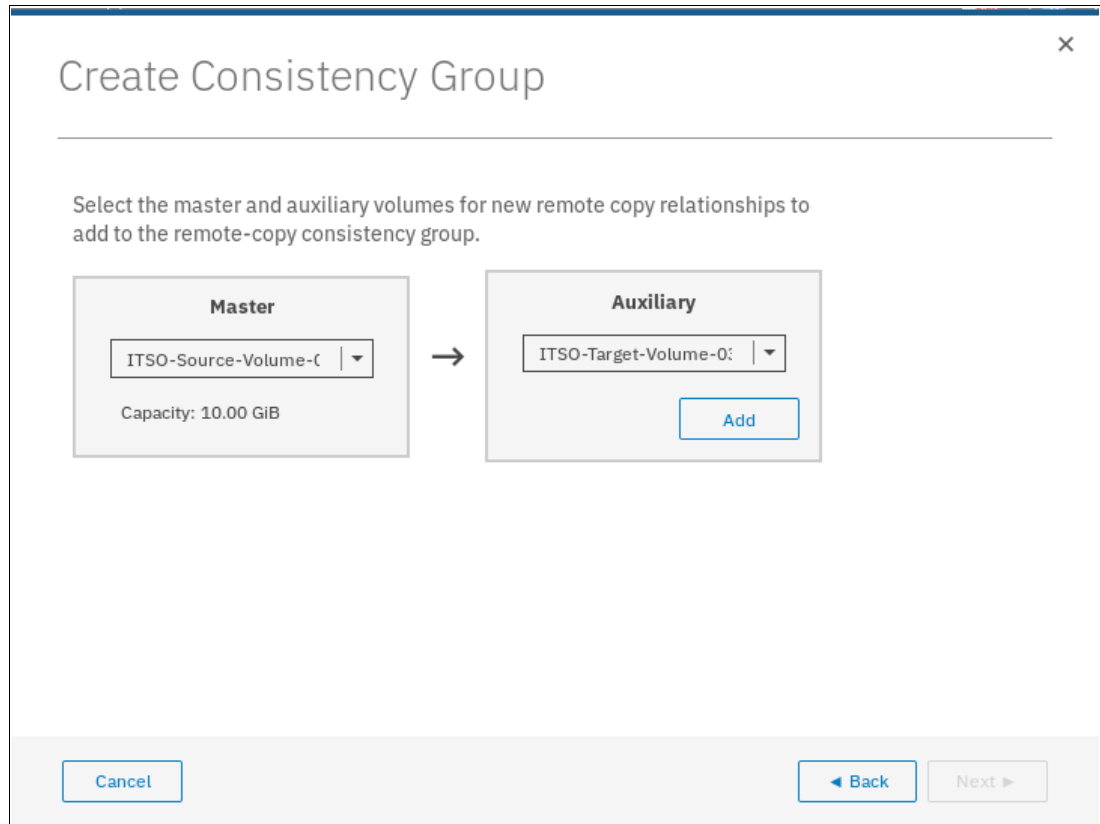 Create Consistency Group
Select the master and auxiliary volumes for new remote copy relationships to
add to the remote-copy consistency group.
Master
ITSO-Source-Volume-
Capacity: 10.00 GiB
Auxiliary
ITSO-Target-Volume-03
Add
Cancel
Back
Next